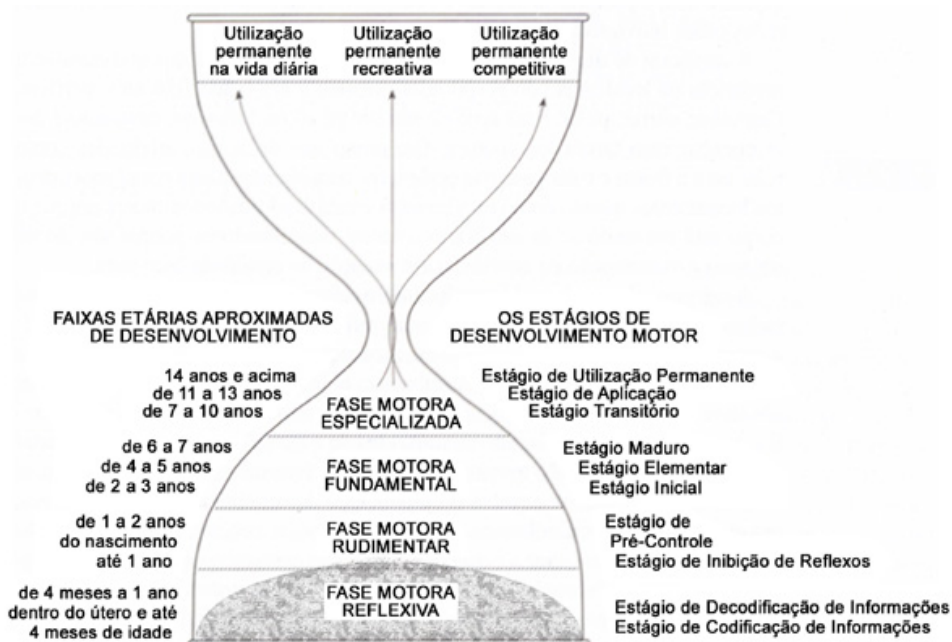 Utilização permanente na vida diária
Utilização permanente recreativa
Utilização permanente competitiva
FAIXAS ETÁRIAS APROXIMADAS
DE DESENVOLVIMENTO
OS ESTÁGIOS DE
DESENVOLVIMENTO MOTOR
14 anos e acima
de 11 a 13 anos
de 7 a 10 anos
FASE MOTORA
ESPECIALIZADA
Estágio de Utilização Permanente
Estágio de Aplicação
Estágio Transitório
de 6 a 7 anos
de 4 a 5 anos
de 2 a 3 anos
FASE MOTORA
FUNDAMENTAL
Estágio Maduro
Estágio Elementar
Estágio Inicial
de 1 a 2 anos
do nascimento
até 1 ano
FASE MOTORA
RUDIMENTAR
Estágio de
Pré-Controle
Estágio de Inibição de Reflexos
de 4 meses a 1 ano
dentro do útero e até
4 meses de idade
FASE MOTORA
REFLEXIVA
Estágio de Decodificação de Informações
Estágio de Codificação de Informações